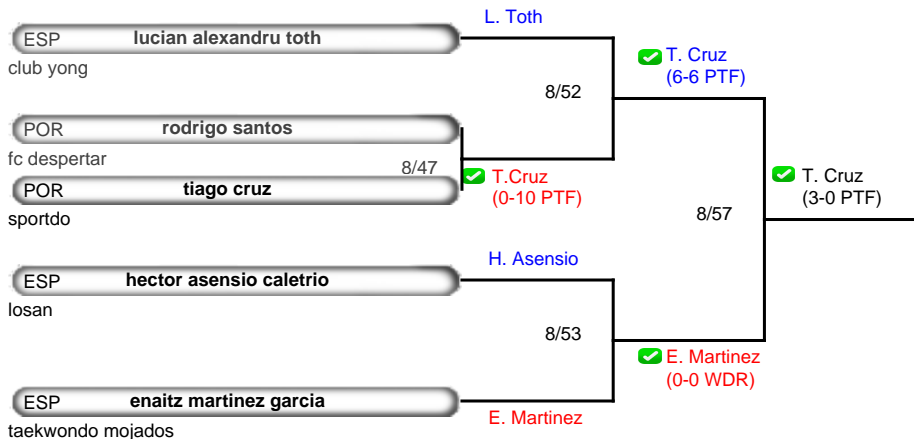 L. Toth
ESP lucian alexandru toth
club yong
T. Cruz
(6-6 PTF)
8/52
POR rodrigo santos
fc despertar
8/47
T.Cruz
(0-10 PTF)
POR tiago cruz
sportdo
T. Cruz
(3-0 PTF)
8/57
H. Asensio
ESP hector asensio caletrio
losan
8/53
E. Martinez
(0-0 WDR)
ESP enaitz martinez garcia
E. Martinez
taekwondo mojados